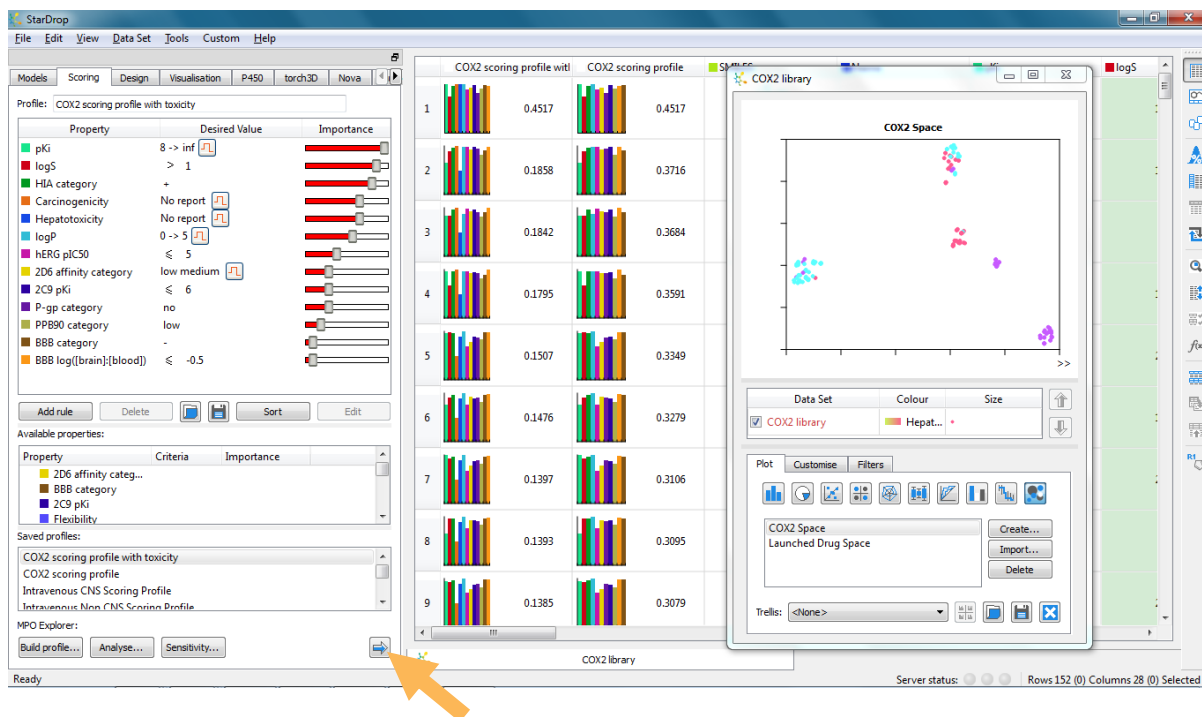 StarDrop
File Edit View Data Set Tools Custom Help
Models Scoring Design Visualisation P450 torch3D Nova
Profile: COX2 scoring profile with toxicity
Property Desired Value Importance
pKi 8 -> inf
logS > 1
HIA category +
Carcinogenicity No report
Hepatotoxicity No report
logP 0 -> 5
hERG pIC50 ≤ 5
2D6 affinity category low medium
2C9 pKi ≤ 6
P-gp category no
PPB90 category low
BBB category -
BBB log([brain]:[blood]) ≤ -0.5
Add rule Delete Sort Edit
Available properties:
Property Criteria Importance
2D6 affinity categ...
BBB category
2C9 pKi
Flexibility
Saved profiles:
COX2 scoring profile with toxicity
COX2 scoring profile
Intravenous CNS Scoring Profile
Intravenous Non CNS Scoring Profile
MPO Explorer:
Build profile... Analyse... Sensitivity...
COX2 scoring profile witl COX2 scoring profile logS
1 0.4517 0.4517
2 0.1858 0.3716
3 0.1842 0.3684
4 0.1795 0.3591
5 0.1507 0.3349
6 0.1476 0.3279
7 0.1397 0.3106
8 0.1393 0.3095
9 0.1385 0.3079
COX2 library
COX2 library
COX2 Space
>>
Data Set Colour Size
COX2 library Hepat...
Plot Customise Filters
COX2 Space
Launched Drug Space
Create...
Import...
Delete
Trellis: <None>
Ready
Server status: Rows 152 (0) Columns 28 (0) Selected